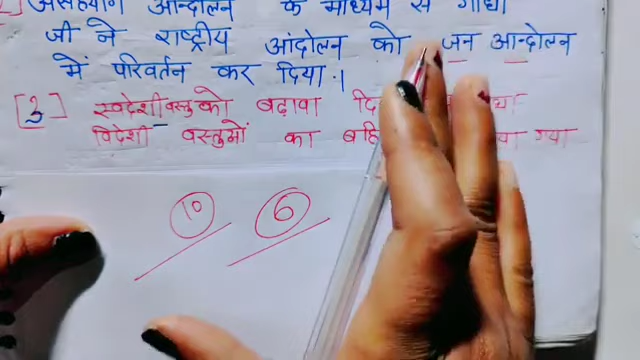 असहयोग आन्दोलन के माध्यम से गांधी
जी ने राष्ट्रीय आंदोलन को जन आन्दोलन
में परिवर्तन कर दिया।
[3] स्वदेशी वस्तु को बढ़ावा
विदेशी वस्तुओं का गया
10 6